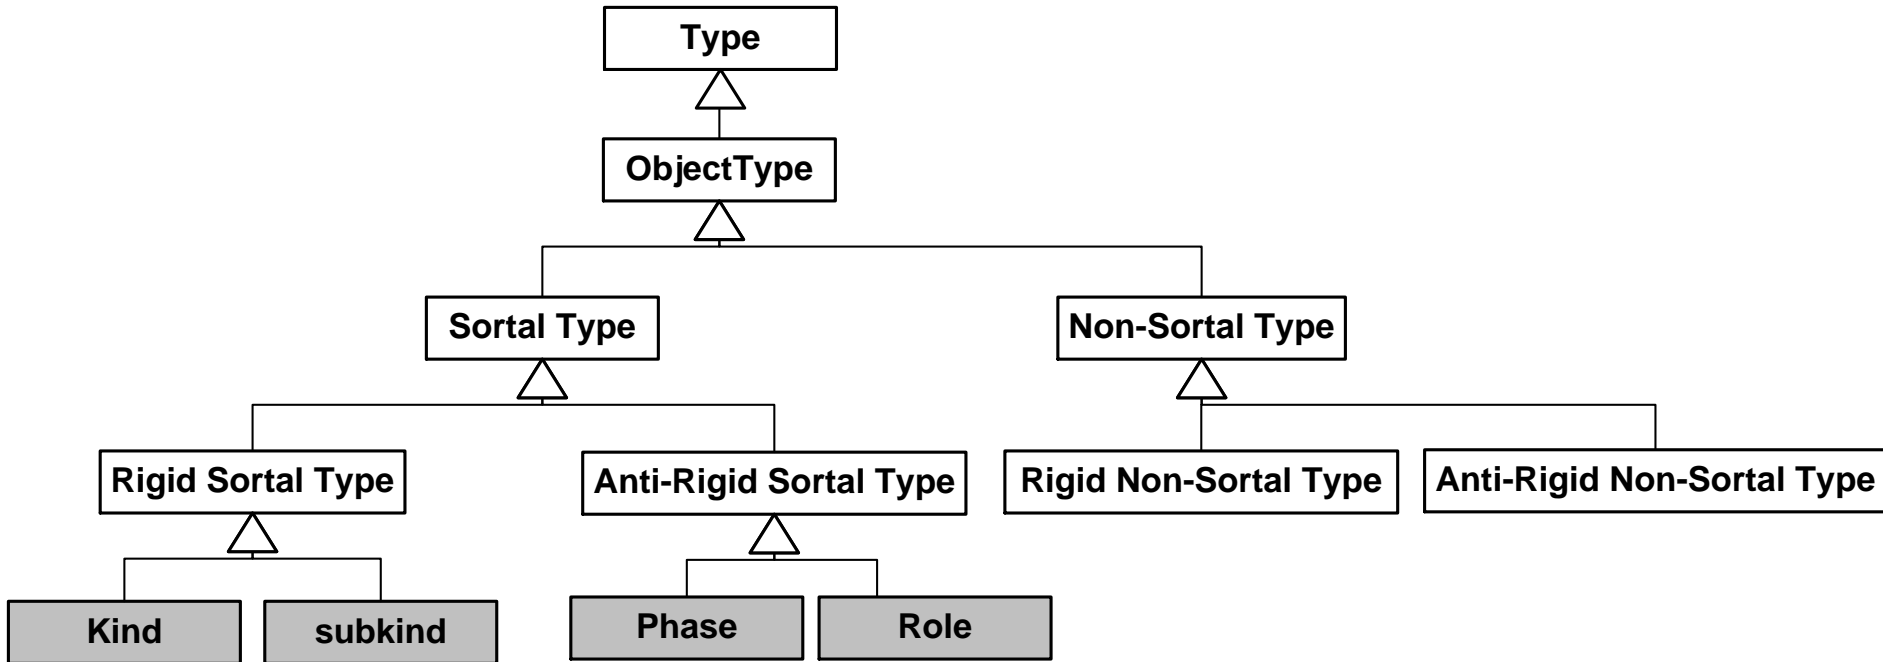 Type
ObjectType
Sortal Type
Non-Sortal Type
Rigid Sortal Type
Anti-Rigid Sortal Type
Rigid Non-Sortal Type
Anti-Rigid Non-Sortal Type
Kind
subkind
Phase
Role